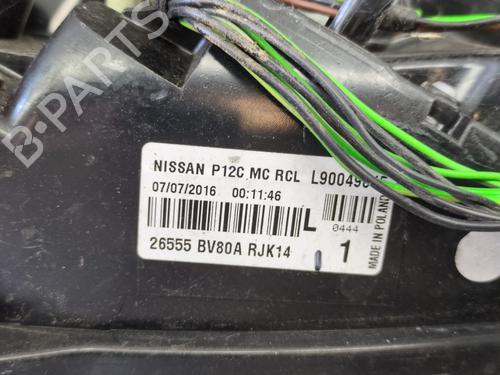 B-PARTS
NISSAN P12C MC RCL
07/07/2016 00:11:46
L
0444
26555 BV80A RJK14
1
MADE IN POLAND